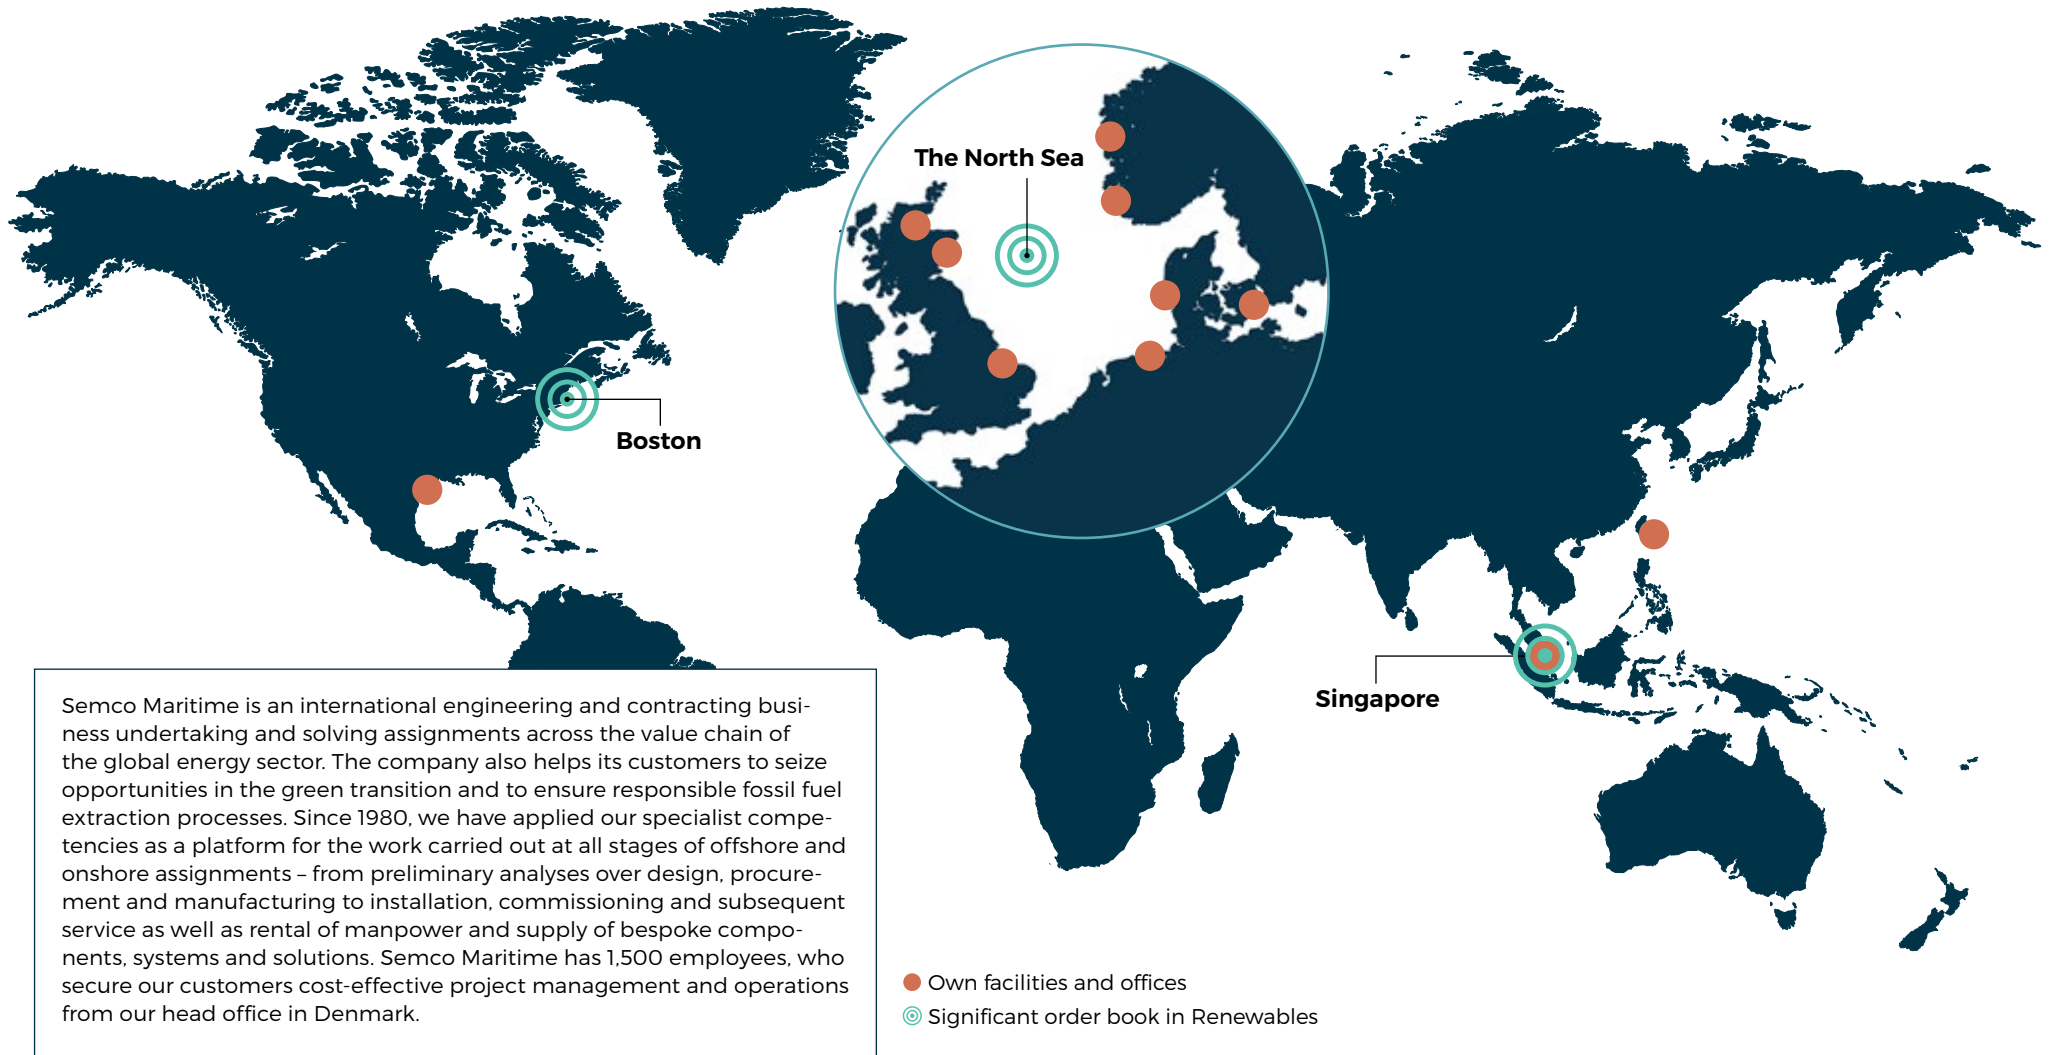 The North Sea
Boston
Singapore
Semco Maritime is an international engineering and contracting busi-
ness undertaking and solving assignments across the value chain of
the global energy sector. The company also helps its customers to seize
opportunities in the green transition and to ensure responsible fossil fuel
extraction processes. Since 1980, we have applied our specialist compe-
tencies as a platform for the work carried out at all stages of offshore and
onshore assignments – from preliminary analyses over design, procure-
ment and manufacturing to installation, commissioning and subsequent
service as well as rental of manpower and supply of bespoke compo-
nents, systems and solutions. Semco Maritime has 1,500 employees, who
secure our customers cost-effective project management and operations
from our head office in Denmark.
Own facilities and offices
Significant order book in Renewables